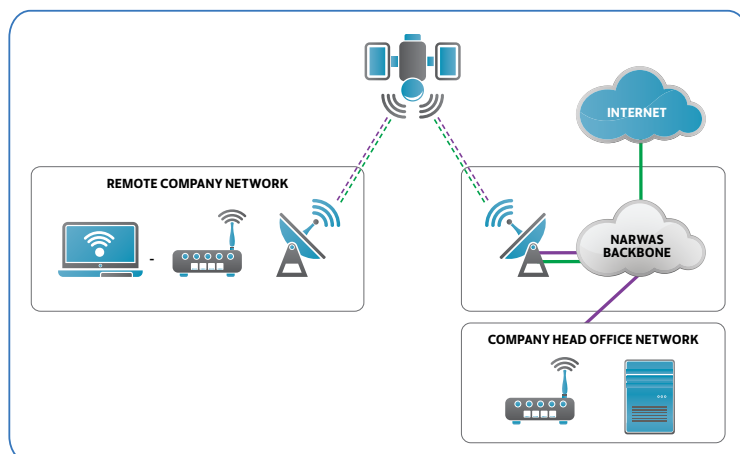 INTERNET
REMOTE COMPANY NETWORK
NARWAS
BACKBONE
-
COMPANY HEAD OFFICE NETWORK